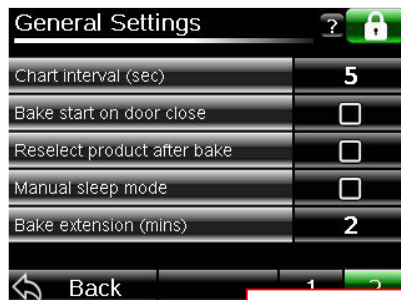 General Settings ?
Chart interval (sec) 5
Bake start on door close
Reselect product after bake
Manual sleep mode
Bake extension (mins) 2
Back 1 2